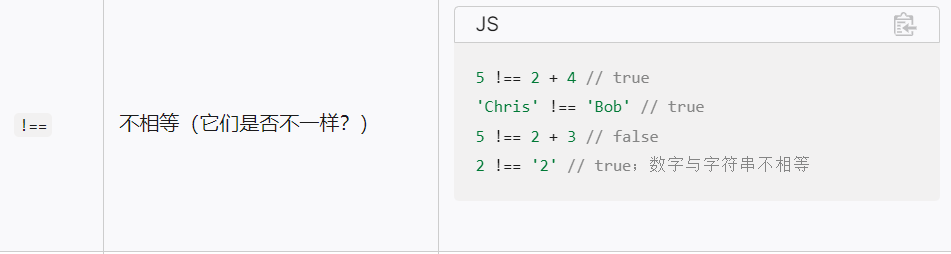 !==
不相等（它们是否不一样？）
JS
5 !== 2 + 4 // true
'Chris' !== 'Bob' // true
5 !== 2 + 3 // false
2 !== '2' // true；数字与字符串不相等